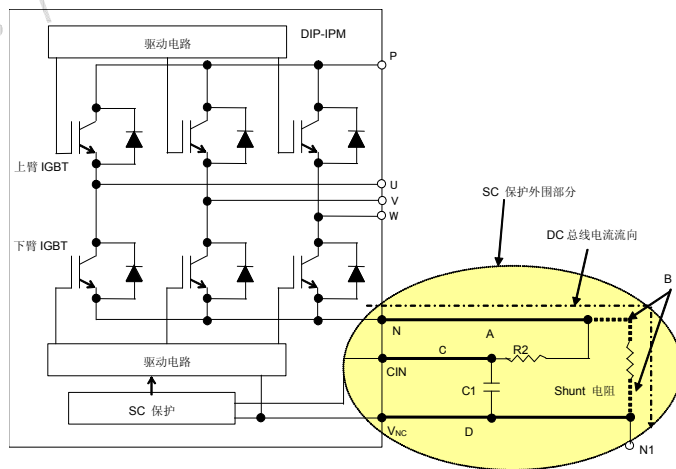 DIP-IPM
驱动电路
P
上臂 IGBT
U
V
W
SC 保护外围部分
DC 总线电流流向
下臂 IGBT
B
N
A
C
R2
CIN
驱动电路
C1
Shunt 电阻
SC 保护
VNC
D
N1